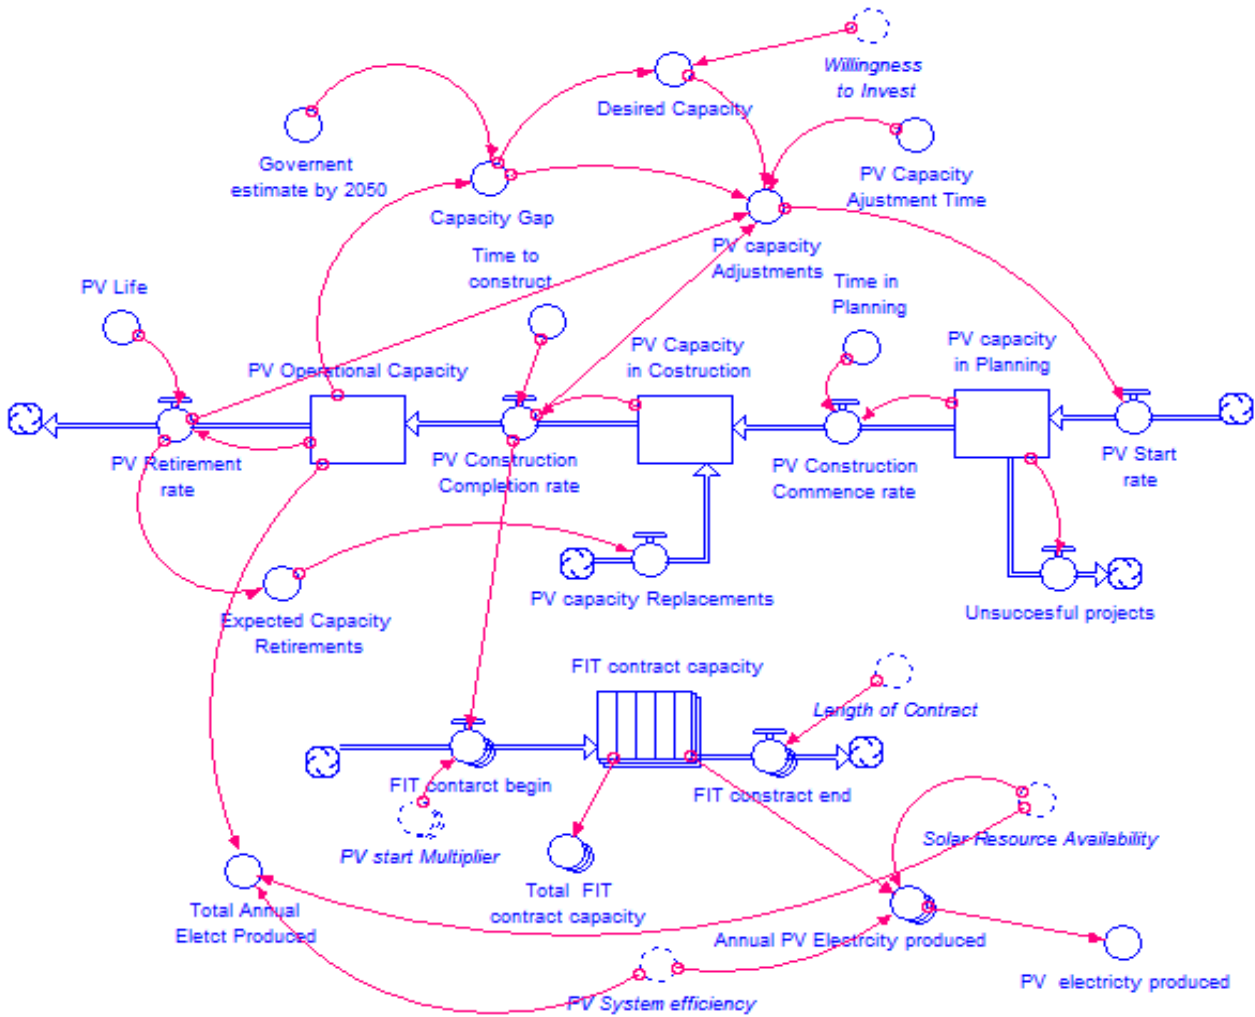 Willingness
to Invest
Desired Capacity
Governent
estimate by 2050
PV Capacity
Ajustment Time
Capacity Gap
PV capacity
Adjustments
Time to
construct
Time in
Planning
PV Life
PV Operational Capacity
PV Capacity
in Costruction
PV capacity
in Planning
PV Retirement
rate
PV Construction
Completion rate
PV Construction
Commence rate
PV Start
rate
PV capacity Replacements
Unsuccesful projects
Expected Capacity
Retirements
FIT contract capacity
Length of Contract
FIT contarct begin
FIT constract end
PV start Multiplier
Solar Resource Availability
Total FIT
contract capacity
Total Annual
Eletct Produced
Annual PV Electrcity produced
PV electricty produced
PV System efficiency